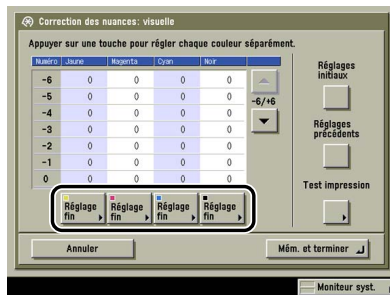 Correction des nuances: visuelle
Appuyer sur une touche pour régler chaque couleur séparément.
Numéro Jaune Magenta Cyan Noir
-6 0 0 0 0
-5 0 0 0 0
-4 0 0 0 0
-3 0 0 0 0
-2 0 0 0 0
-1 0 0 0 0
0 0 0 0 0
-6/+6
Réglages
initiaux
Réglages
précédents
Test impression
Réglage
fin
Réglage
fin
Réglage
fin
Réglage
fin
Annuler
Mém. et terminer
Moniteur syst.